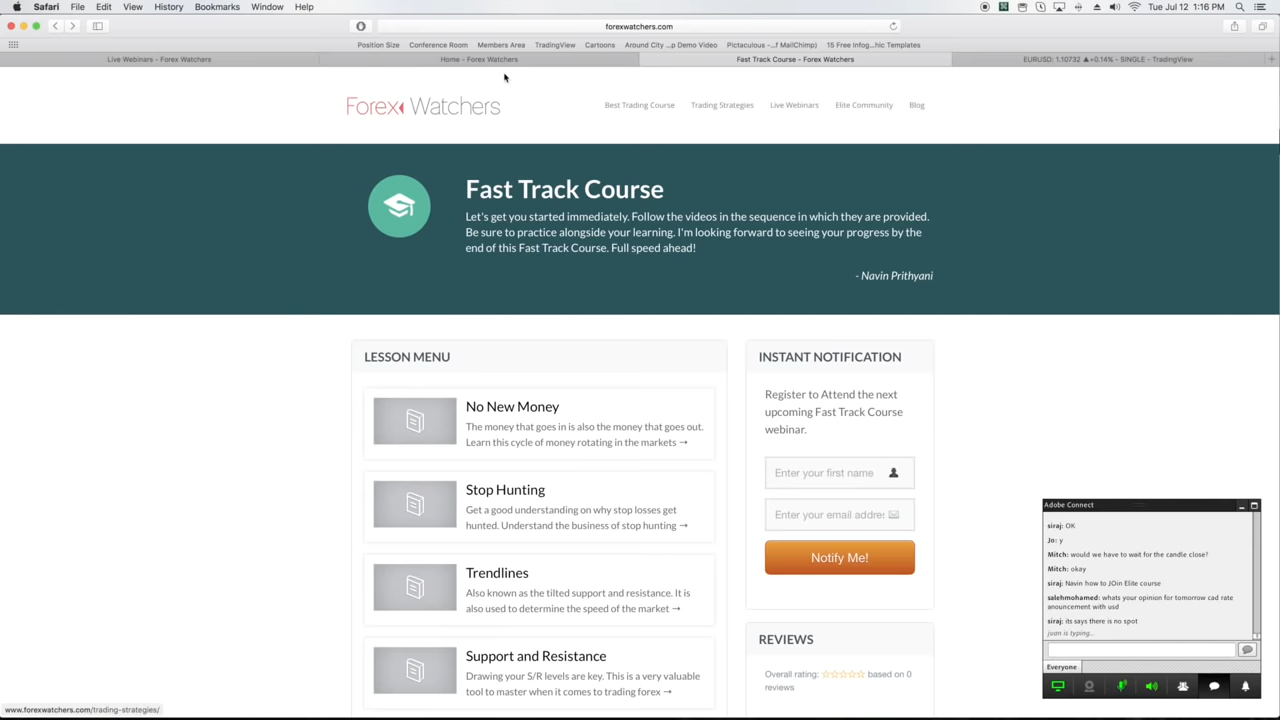 Safari File Edit View History Bookmarks Window Help Tue Jul 12 1:16 PM
forexwatchers.com
Position Size Conference Room Members Area TradingView Cartoons Around City ...p Demo Video Pictaculous -...f MailChimp) 15 Free Infog...hic Templates
Live Webinars - Forex Watchers Home - Forex Watchers Fast Track Course - Forex Watchers EURUSD: 1.10732 ▲+0.14% - SINGLE - TradingView
Forex Watchers
Best Trading Course Trading Strategies Live Webinars Elite Community Blog
Fast Track Course
Let's get you started immediately. Follow the videos in the sequence in which they are provided.
Be sure to practice alongside your learning. I'm looking forward to seeing your progress by the
end of this Fast Track Course. Full speed ahead!
- Navin Prithyani
LESSON MENU
No New Money
The money that goes in is also the money that goes out.
Learn this cycle of money rotating in the markets →
Stop Hunting
Get a good understanding on why stop losses get
hunted. Understand the business of stop hunting →
Trendlines
Also known as the tilted support and resistance. It is
also used to determine the speed of the market →
Support and Resistance
Drawing your S/R levels are key. This is a very valuable
tool to master when it comes to trading forex →
INSTANT NOTIFICATION
Register to Attend the next
upcoming Fast Track Course
webinar.
Enter your first name
Enter your email addre
Notify Me!
REVIEWS
Overall rating: ☆☆☆☆☆ based on 0
reviews
Adobe Connect
siraj: OK
Jo: y
Mitch: would we have to wait for the candle close?
Mitch: okay
siraj: Navin how to JOin Elite course
salehmohamed: whats your opinion for tomorrow cad rate
anouncement with usd
siraj: its says there is no spot
juan is typing...
Everyone
www.forexwatchers.com/trading-strategies/